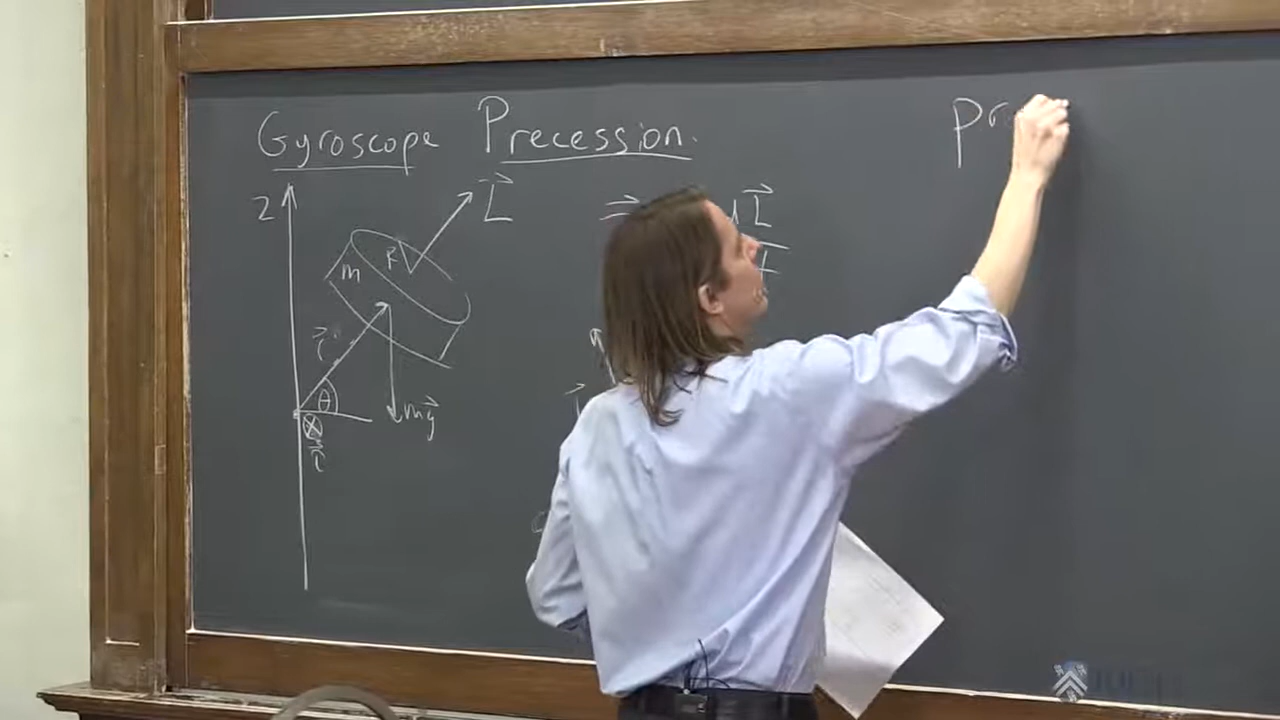 Gyroscope Precession.
z
L
R
m
r
θ
mg
τ
L
pr